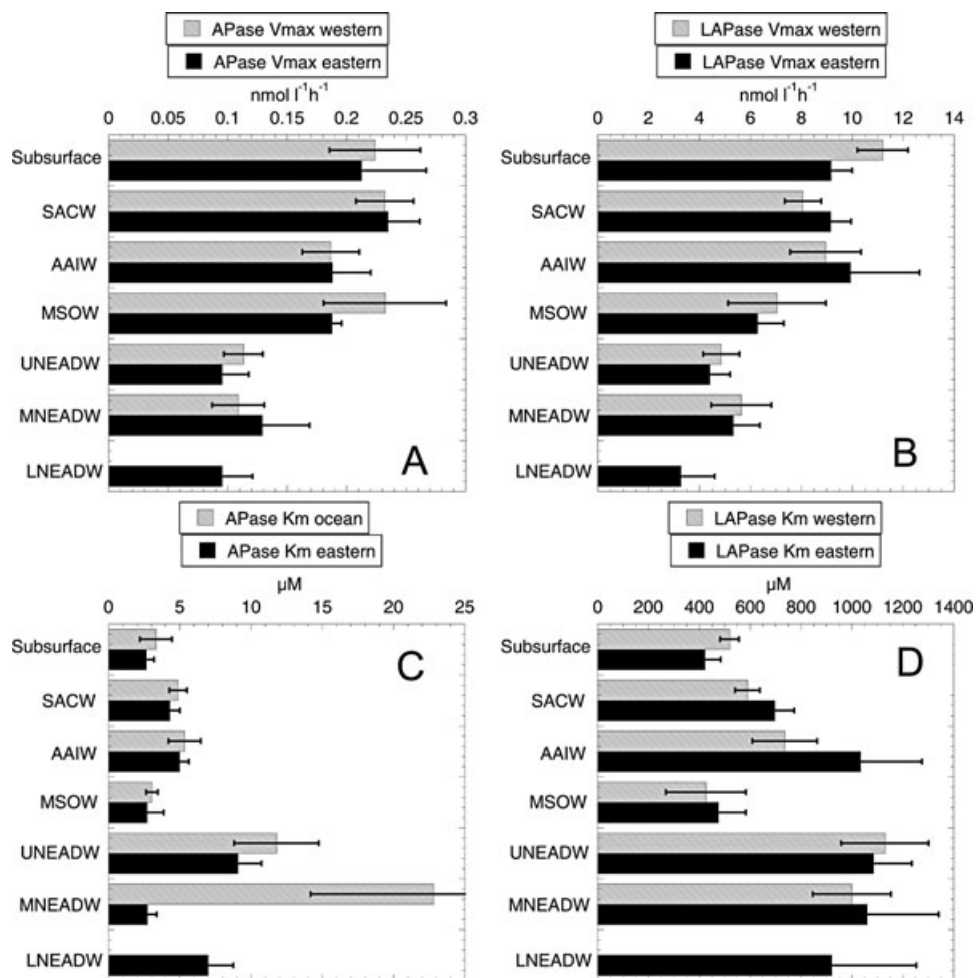 APase Vmax western
APase Vmax eastern
nmol l⁻¹h⁻¹
0 0.05 0.1 0.15 0.2 0.25 0.3
Subsurface
SACW
AAIW
MSOW
UNEADW
MNEADW
LNEADW
A
LAPase Vmax western
LAPase Vmax eastern
nmol l⁻¹h⁻¹
0 2 4 6 8 10 12 14
Subsurface
SACW
AAIW
MSOW
UNEADW
MNEADW
LNEADW
B
APase Km ocean
APase Km eastern
µM
0 5 10 15 20 25
Subsurface
SACW
AAIW
MSOW
UNEADW
MNEADW
LNEADW
C
LAPase Km western
LAPase Km eastern
µM
0 200 400 600 800 1000 1200 1400
Subsurface
SACW
AAIW
MSOW
UNEADW
MNEADW
LNEADW
D